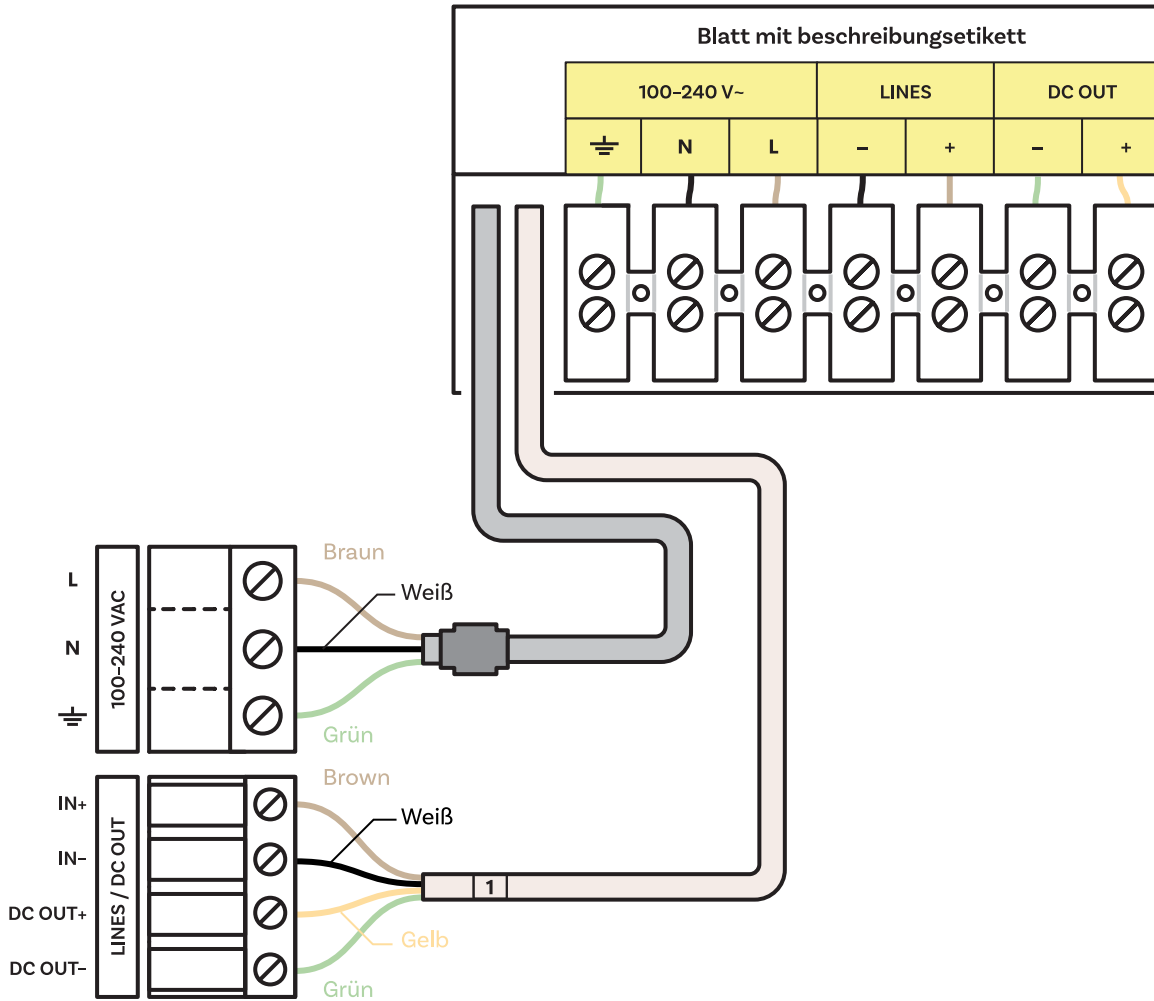 Blatt mit beschreibungsetikett
100–240 V~ LINES DC OUT
N L – + – +
Braun
L
Weiß
100–240 VAC
N
Grün
Brown
IN+
Weiß
IN–
LINES / DC OUT
1
DC OUT+
Gelb
DC OUT–
Grün